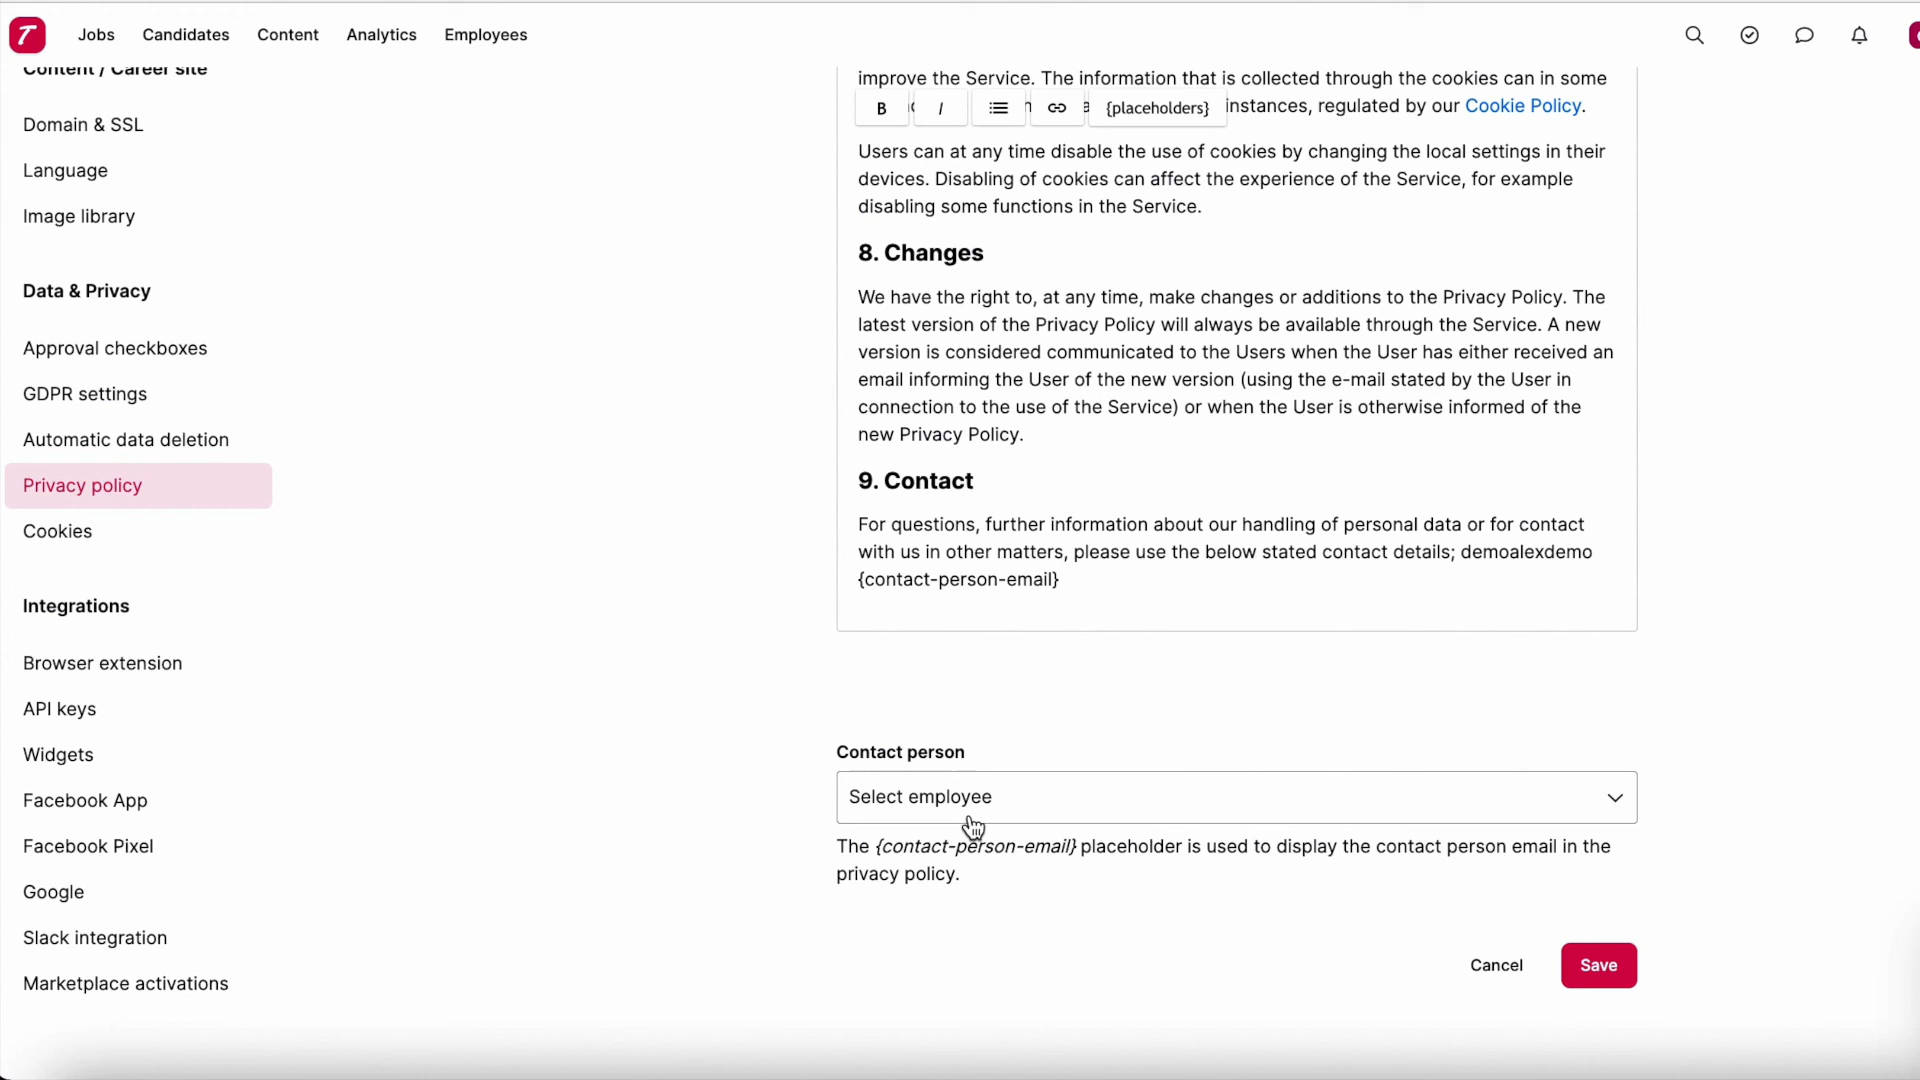 Jobs
Candidates
Content
Analytics
Employees
Content / Career site
Domain & SSL
Language
Image library
Data & Privacy
Approval checkboxes
GDPR settings
Automatic data deletion
Privacy policy
Cookies
Integrations
Browser extension
API keys
Widgets
Facebook App
Facebook Pixel
Google
Slack integration
Marketplace activations
improve the Service. The information that is collected through the cookies can in some
B
I
{placeholders}
instances, regulated by our Cookie Policy.
Users can at any time disable the use of cookies by changing the local settings in their
devices. Disabling of cookies can affect the experience of the Service, for example
disabling some functions in the Service.
8. Changes
We have the right to, at any time, make changes or additions to the Privacy Policy. The
latest version of the Privacy Policy will always be available through the Service. A new
version is considered communicated to the Users when the User has either received an
email informing the User of the new version (using the e-mail stated by the User in
connection to the use of the Service) or when the User is otherwise informed of the
new Privacy Policy.
9. Contact
For questions, further information about our handling of personal data or for contact
with us in other matters, please use the below stated contact details; demoalexdemo
{contact-person-email}
Contact person
Select employee
The {contact-person-email} placeholder is used to display the contact person email in the
privacy policy.
Cancel
Save